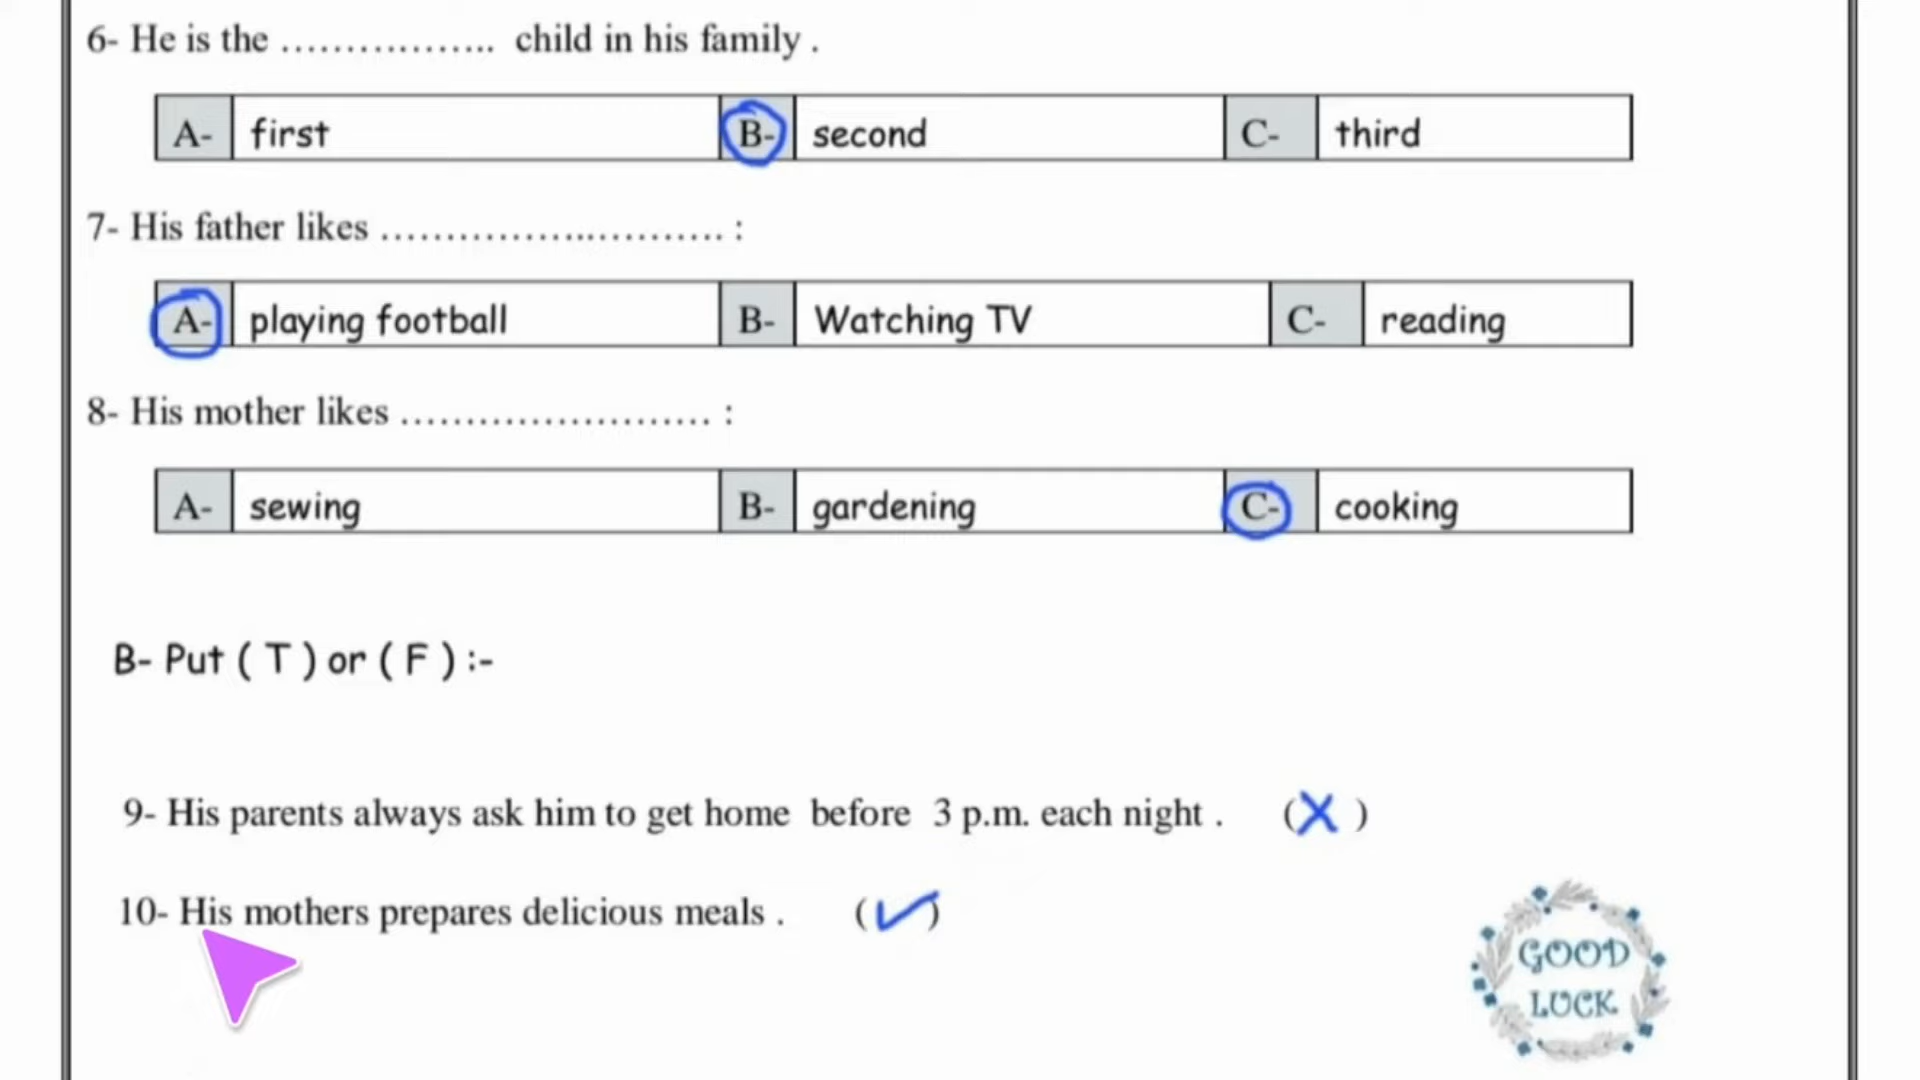 6- He is the ……………..  child in his family .
A- first B- second C- third
7- His father likes ……………..………. :
A- playing football B- Watching TV C- reading
8- His mother likes …………………… :
A- sewing B- gardening C- cooking
B- Put ( T ) or ( F ) :-
9- His parents always ask him to get home before 3 p.m. each night . (X )
10- His mothers prepares delicious meals . (✓)
GOOD
LUCK